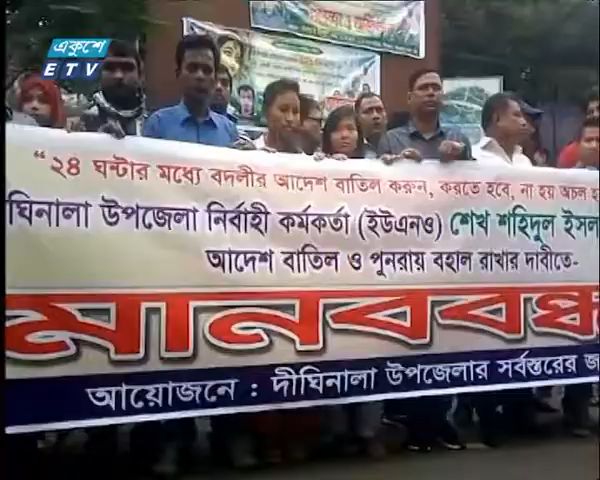 একুশে
ETV
"২৪ ঘন্টার মধ্যে বদলীর আদেশ বাতিল করুন, করতে হবে, না হয় অচল
ঘিনালা উপজেলা নির্বাহী কর্মকর্তা (ইউএনও) শেখ শহিদুল ইসল
আদেশ বাতিল ও পুনরায় বহাল রাখার দাবীতে-
মানববন্ধ
আয়োজনে : দীঘিনালা উপজেলার সর্বস্তরের